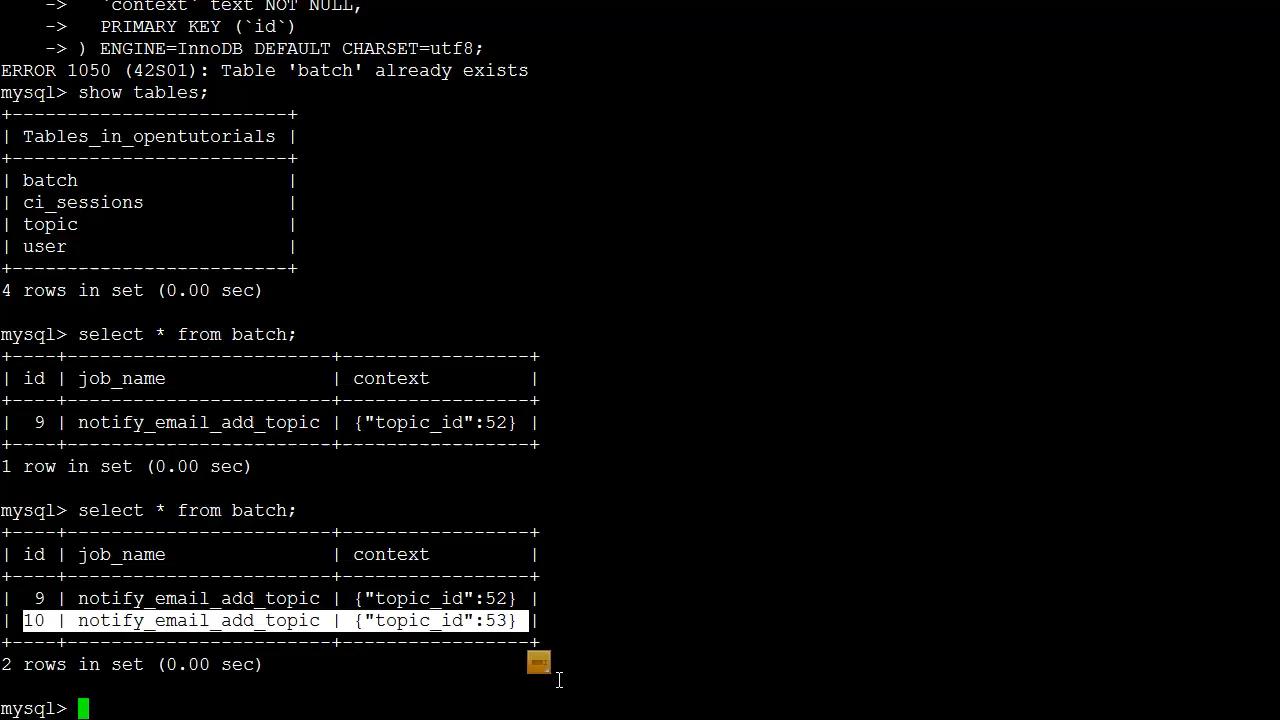 -> `context` text NOT NULL,
    -> PRIMARY KEY (`id`)
    -> ) ENGINE=InnoDB DEFAULT CHARSET=utf8;
ERROR 1050 (42S01): Table 'batch' already exists
mysql> show tables;
+-------------------------+
| Tables_in_opentutorials |
+-------------------------+
| batch                   |
| ci_sessions             |
| topic                   |
| user                    |
+-------------------------+
4 rows in set (0.00 sec)

mysql> select * from batch;
+----+------------------------+-----------------+
| id | job_name               | context         |
+----+------------------------+-----------------+
|  9 | notify_email_add_topic | {"topic_id":52} |
+----+------------------------+-----------------+
1 row in set (0.00 sec)

mysql> select * from batch;
+----+------------------------+-----------------+
| id | job_name               | context         |
+----+------------------------+-----------------+
|  9 | notify_email_add_topic | {"topic_id":52} |
| 10 | notify_email_add_topic | {"topic_id":53} |
+----+------------------------+-----------------+
2 rows in set (0.00 sec)

mysql>